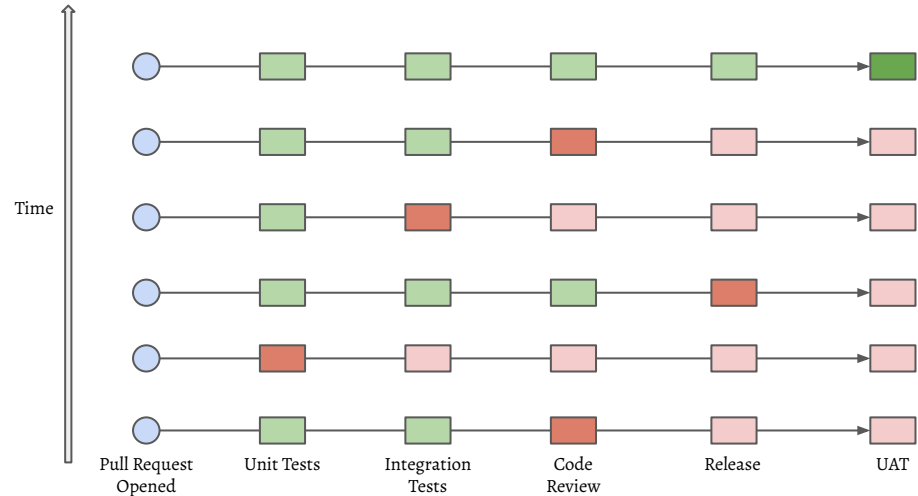 Time
Pull Request
Opened
Unit Tests
Integration
Tests
Code
Review
Release
UAT